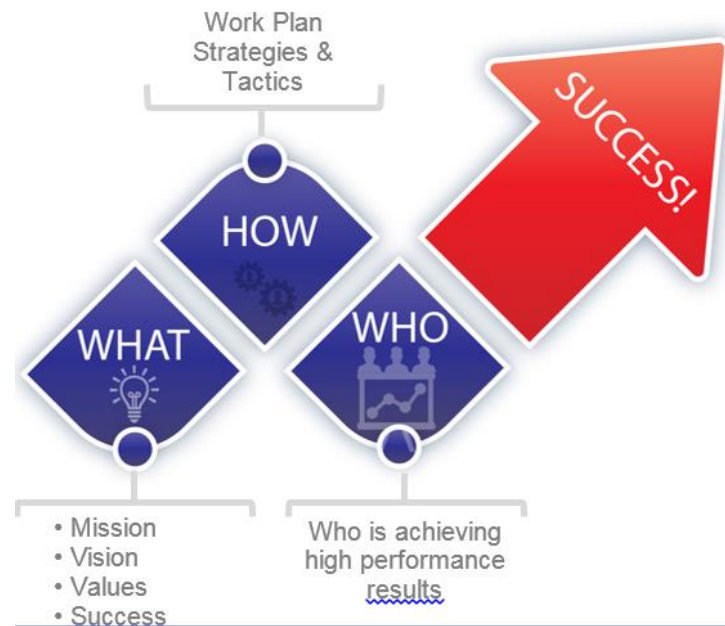 Work Plan
Strategies &
Tactics
SUCCESS!
HOW
WHAT
WHO
• Mission
• Vision
• Values
• Success
Who is achieving
high performance
results